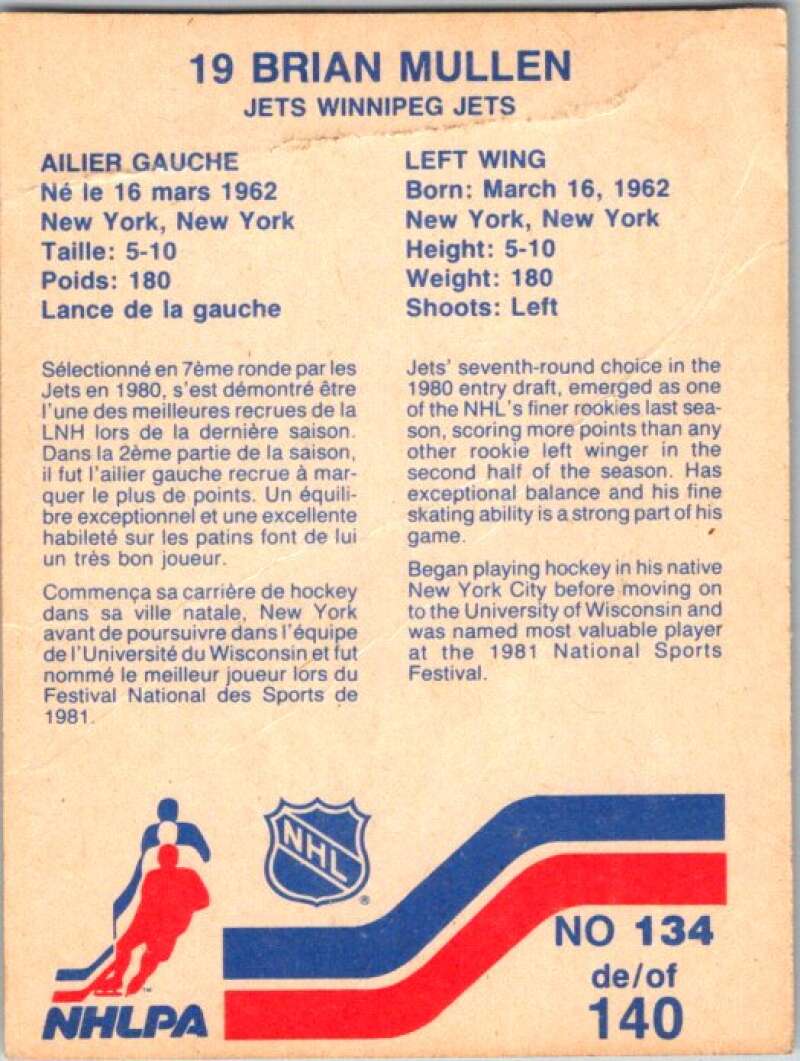 19 BRIAN MULLEN
JETS WINNIPEG JETS
AILIER GAUCHE
Né le 16 mars 1962
New York, New York
Taille: 5-10
Poids: 180
Lance de la gauche
Sélectionné en 7ème ronde par les
Jets en 1980, s'est démontré être
l'une des meilleures recrues de la
LNH lors de la dernière saison.
Dans la 2ème partie de la saison,
il fut l'ailier gauche recrue à mar-
quer le plus de points. Un équili-
bre exceptionnel et une excellente
habileté sur les patins font de lui
un très bon joueur.
Commença sa carrière de hockey
dans sa ville natale, New York
avant de poursuivre dans l'équipe
de l'Université du Wisconsin et fut
nommé le meilleur joueur lors du
Festival National des Sports de
1981.
LEFT WING
Born: March 16, 1962
New York, New York
Height: 5-10
Weight: 180
Shoots: Left
Jets' seventh-round choice in the
1980 entry draft, emerged as one
of the NHL's finer rookies last sea-
son, scoring more points than any
other rookie left winger in the
second half of the season. Has
exceptional balance and his fine
skating ability is a strong part of his
game.
Began playing hockey in his native
New York City before moving on
to the University of Wisconsin and
was named most valuable player
at the 1981 National Sports
Festival.
NHL
®
™
NHLPA
NO 134
de/of
140